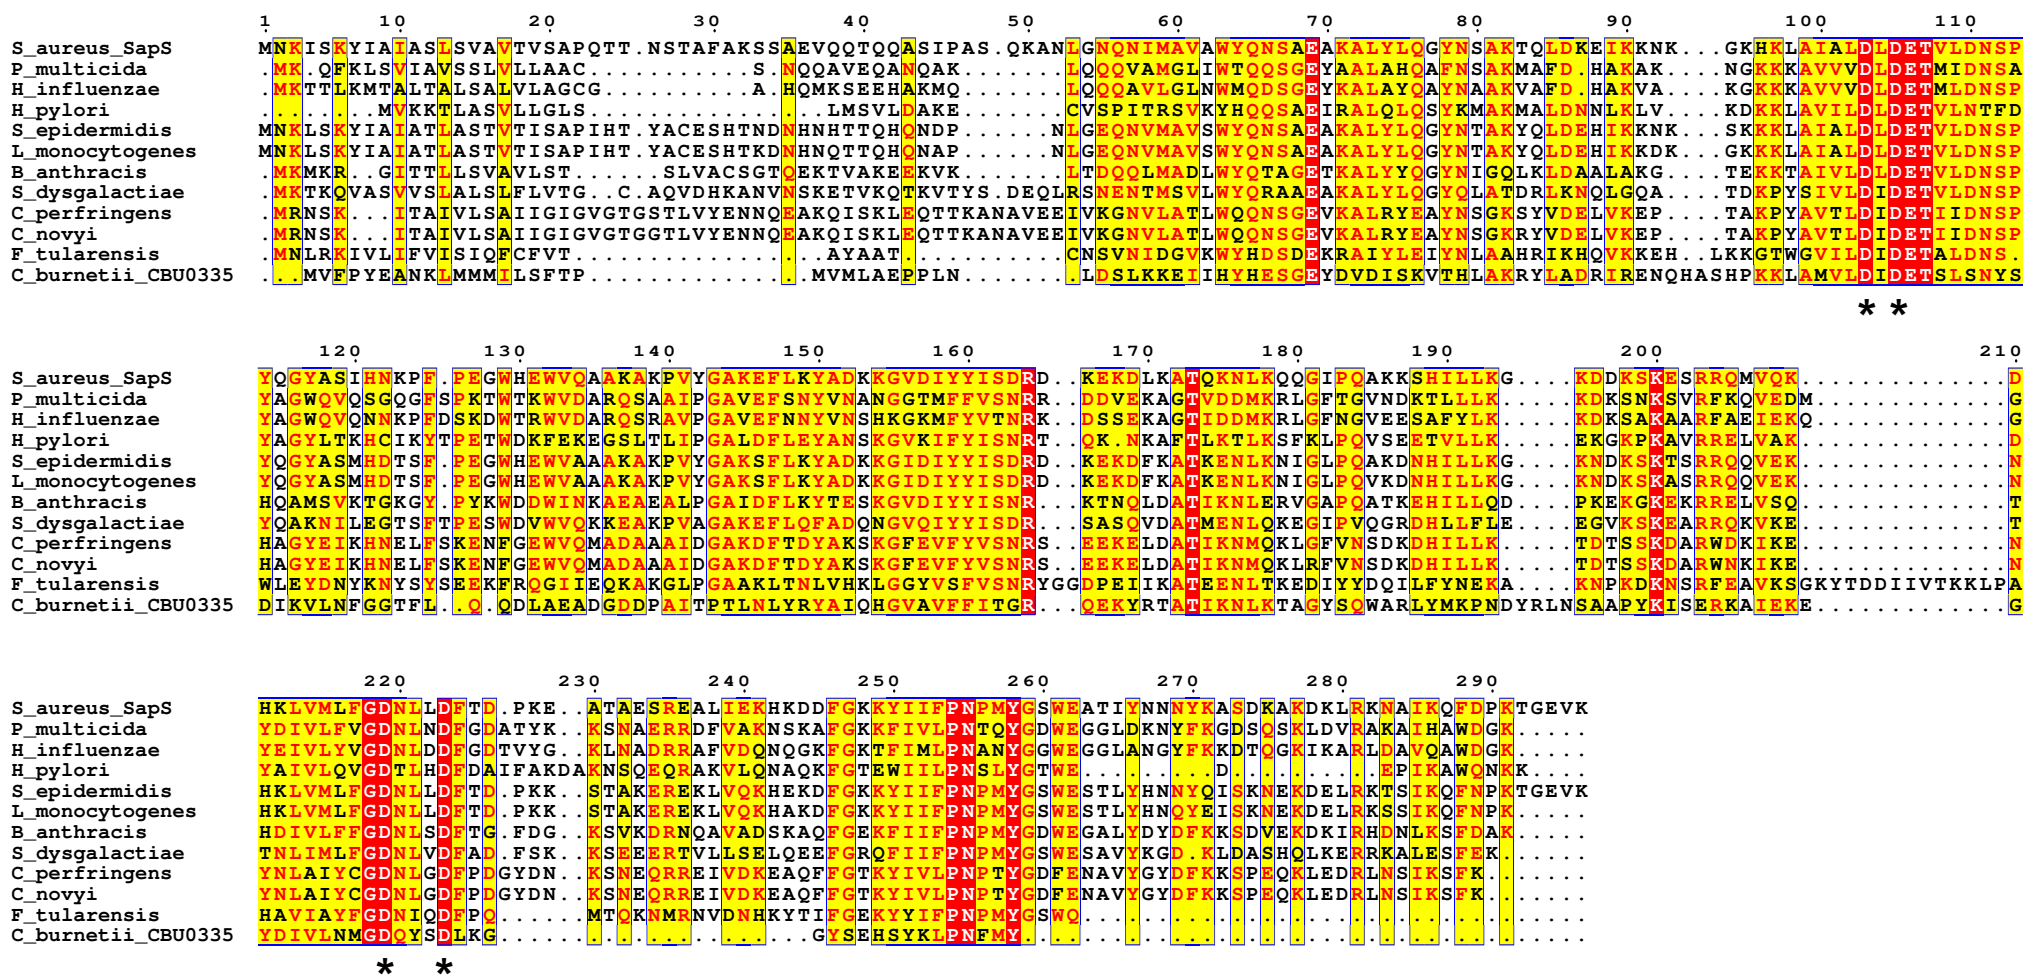 1 10 20 30 40 50 60 70 80 90 100 110
S_aureus_SapS MNKISKYIAIASLSVAVTVSAPQTT.NSTAFAKSSAEVQQTQQASIPAS.QKANLGNQNIMAVAWYQNSAEAKALYLQGYNSAKTQLDKEIKKNK...GKHKLAIALDLDETVLDNSP
P_multicida .MK.QFKLSVIAVSSLVLLAAC...........S.NQQAVEQANQAK.......LQQQVAMGLIWTQQSGEYAALAHQAFNSAKMAFD.HAKAK....NGKKKAVVVDLDETMIDNSA
H_influenzae .MKTTLKMTALTALSALVLAGCG..........A.HQMKSEEHAKMQ.......LQQQAVLGLNWMQDSGEYKALAYQAYNAAKVAFD.HAKVA....KGKKKAVVVDLDETMLDNSP
H_pylori ........MVKKTLASVLLGLS................LMSVLDAKE.......CVSPITRSVKYHQQSAEIRALQLQSYKMAKMALDNNLKLV.....KDKKLAVILDLDETVLNTFD
S_epidermidis MNKLSKYIAIATLASTVTISAPIHT.YACESHTNDNHNHTTQHQNDP......NLGEQNVMAVSWYQNSAEAKALYLQGYNTAKYQLDEHIKKNK...SKKKLAIALDLDETVLDNSP
L_monocytogenes MNKLSKYIAIATLASTVTISAPIHT.YACESHTKDNHNQTTQHQNAP......NLGEQNVMAVSWYQNSAEAKALYLQGYNTAKYQLDEHIKKDK...GKKLAIALDLDETVLDNSP
B_anthracis .MKMKR..GITTLLSVAVLST.....SLVACSGTQEKTVAKEEKVK.......LTDQQLMADLWYQTAGETKALYYQGYNIGQLKLDAALAKG.....TEKKTAVILDLDETVLDNSP
S_dysgalactiae .MKTKQVASVVSLALSLFLVTG..C.AQVDHKANVNSKETVKQTKVTYS.DEQLRSNENTMSVLWYQRAAEAKALYLQGYQLATDRLKNQLGQA....TDKPYSIVLDIDETVLDNSP
C_perfringens .MRNSK...ITAIVLSAIIGIGVGTGSTLVYENNQEAKQISKLEQTTKANAVEEIVKGNVLATLWQQNSGEVKALRYEAYNSGKSYVDELVKEP....TAKPYAVTLDIDETIIDNSP
C_novyi .MRNSK...ITAIVLSAIIGIGVGTGGTLVYENNQEAKQISKLEQTTKANAVEEIVKGNVLATLWQQNSGEVKALRYEAYNSGKRYVDELVKEP....TAKPYAVTLDIDETIIDNSP
F_tularensis .MNLRKIVLIFVISIQFCFVT.................AYAAT...........CNSVNIDGVKWYHDSDEKRAIYLEIYNLAAHRIKHQVKKEH..LKKGTWGVILDIDETALDNS.
C_burnetii_CBU0335 ...MVFPYEANKLMMMILSFTP...............MVMLAEPPLN.......LDSLKKEIIHYHESGEYDVDISKVTHLAKRYLADRIRENQHASHPKKLAMVLDIDETSLSNYS
* *
120 130 140 150 160 170 180 190 200 210
S_aureus_SapS YQGYASIHNKPF.PEGWHEWVQAAKAKPVYGAKEFLKYADKKGVDIYYISDRD..KEKDLKATQKNLKQQGIPQAKKSHILLKG....KDDKSKESRRQMVQK..............D
P_multicida YAGWQVQSGQGFSPKTWTKWVDARQSAAIPGAVEFSNYVNANGGTMFFVSNRR..DDVEKAGTVDDMKRLGFTGVNDKTLLLK.....KDKSNKSVRFKQVEDM.............G
H_influenzae YAGWQVQNNKPFDSKDWTRWVDARQSRAVPGAVEFNNYVNSHKGKMFYVTNRK..DSSEKAGTIDDMKRLGFNGVEESAFYLK.....KDKSAKAARFAEIEKQ.............G
H_pylori YAGYLTKHCIKYTPETWDKFEKEGSLTLIPGALDFLEYANSKGVKIFYISNRT..QK.NKAFTLKTLKSFKLPQVSEETVLLK.....EKGKPKAVRRELVAK..............D
S_epidermidis YQGYASMHDTSF.PEGWHEWVAAAKAKPVYGAKSFLKYADKKGIDIYYISDRD..KEKDFKATKENLKNIGLPQAKDNHILLKG....KNDKSKTSRRQQVEK..............N
L_monocytogenes YQGYASMHDTSF.PEGWHEWVAAAKAKPVYGAKSFLKYADKKGIDIYYISDRD..KEKDFKATKENLKNIGLPQVKDNHILLKG....KNDKSKASRREKVEK..............N
B_anthracis HQAMSVKTGKGY.PYKWDDWINKAEAEALPGAIDFLKYTESKGVDIYYISNR...KTNQLDATIKNLERVGAPQATKEHILLQD....PKEKGKEKRRELVSQ..............T
S_dysgalactiae YQAKNILEGTSFTPESWDVWVQKKEAKPVAGAKEFLQFADQNGVQIYYISDR...SASQVDATMENLQKEGIPVQGRDHLLFLE....EGVKSKEARRQKVKE..............T
C_perfringens HAGYEIKHNELFSKENFGEWVQMADAAAIDGAKDFTDYAKSKGFEVFYVSNRS..EEKELDATIKNMQKLGFVNSDKDHILLK.....TDTSSKDARWDKIKE..............N
C_novyi HAGYEIKHNELFSKENFGEWVQMADAAAIDGAAKDFTDYAKSKGFEVFYVSNRS..EEKELDATIKNMQKLRFVNSDKDHILLK.....TDTSSKDARWNKIKE..............N
F_tularensis WLEYDNYKNYSYSEEKFRQGIIEQKAKGLPGAAKLTNLVHKLGGYVSFVSNRYGGDPEIIKATEENLTKEDIYYDQILFYNEKA....KNPKDKNSRFEAVKSGKYTDDIIVTKKLPA
C_burnetii_CBU0335 DIKVLNFGGTFL..Q.QDLAEADGDDPAITPTLNLYRYAIQHGVAVFFITGR...QEKYRTATIKNLKTAGYSQWARLYMKPNDYRLNSAAPYKISERKAIEKE.............G
220 230 240 250 260 270 280 290
S_aureus_SapS HKLVMLFGDNLLDFTD.PKE..ATAESREALIEKHKDDFGKKYIIFPNPMYGSWEATIYNNNYKASDKAKDKLRKNAIKQFDPKTGEVK
P_multicida YDIVLFVGDNLNDFGDATYK..KSNAERRDFVAKNSKAFGKKFIVLPNTQYGDWEGGLDKNYFKGDSQSKLDVRAKAIHAWDGK.....
H_influenzae YEIVLYVGDNLDDFGDTVYG..KLNADRRAFVDQNQGKFGKTFIMLPNANYGGWEGGLANGYFKKDTQGKIKARLDAVQAWDGK.....
H_pylori YAIVLQVGDTLHDFDAIFAKDAKNSQEQRAKVLQNAQKFGTEWIILPNSLYGTWE........D..........EPIKAWQNKK....
S_epidermidis HKLVMLFGDNLLDFTD.PKK..STAKEREKLVQKHEKDFGKKYIIFPNPMYGSWESTLYHNNYQISKNEKDELRKTSIKQFNPKTGEVK
L_monocytogenes HKLVMLFGDNLLDFTD.PKK..STAKEREKLVQKHAKDFGKKYIIFPNPMYGSWESTLYHNQYEISKNEKDELRKSSIKQFNPK.....
B_anthracis HDIVLFFGDNLSDFTG.FDG..KSVKDRNQAVADSKAQFGEKFIIFPNPMYGDWEGALYDYDFKKSDVEKDKIRHDNLKSFDAK.....
S_dysgalactiae TNLIMLFGDNLVDFAD.FSK..KSEEERTVLLSELQEEFGRQFIIFPNPMYGSWESAVYKGD.KLDASHQLKERRKALESFEK......
C_perfringens YNLAIYCGDNLGDFPDGYDN..KSNEQRREIVDKEAQFFGTKYIVLPNPTYGDFENAVYGYDFKKSPEQKLEDRLNSIKSFK.......
C_novyi YNLAIYCGDNLGDFPDGYDN..KSNEQRREIVDKEAQFFGTKYIVLPNPTYGDFENAVYGYDFKKSPEQKLEDRLNSIKSFK.......
F_tularensis HAVIAYFGDNIQDFPQ......MTQKNMRNVDNHKYTIFGEKYYIFPNPMYGSWQ..................................
C_burnetii_CBU0335 YDIVLNMGDQYSDLKG.....................GYSEHSYKLPNFMY......................................
* *